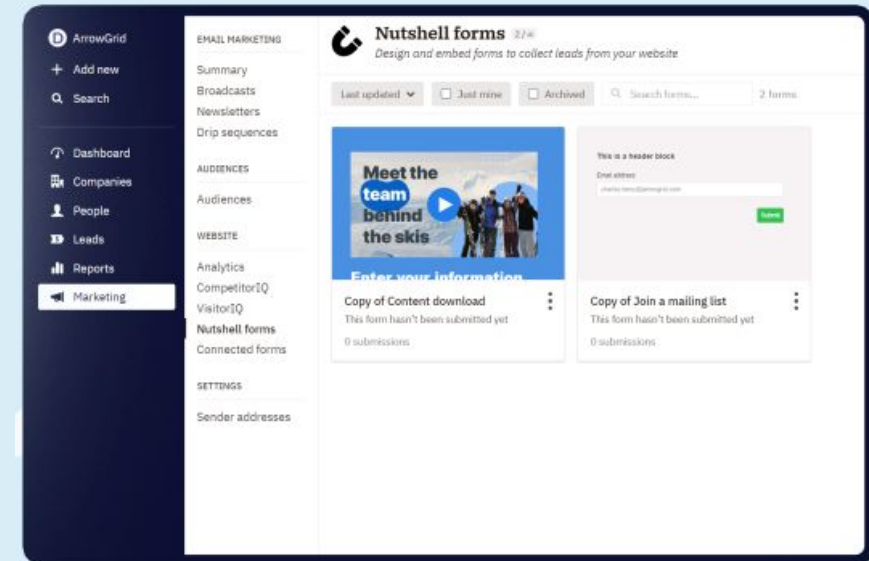 ArrowGrid
Add new
Search
Dashboard
Companies
People
Leads
Reports
Marketing
EMAIL MARKETING
Summary
Broadcasts
Newsletters
Drip sequences
AUDIENCES
Audiences
WEBSITE
Analytics
CompetitorIQ
VisitorIQ
Nutshell forms
Connected forms
SETTINGS
Sender addresses
Nutshell forms 2/∞
Design and embed forms to collect leads from your website
Last updated
Just mine
Archived
Search forms...
2 forms
Meet the
team
behind
the skis
Enter your information
Copy of Content download
This form hasn't been submitted yet
0 submissions
This is a header block
Email address
Submit
Copy of Join a mailing list
This form hasn't been submitted yet
0 submissions